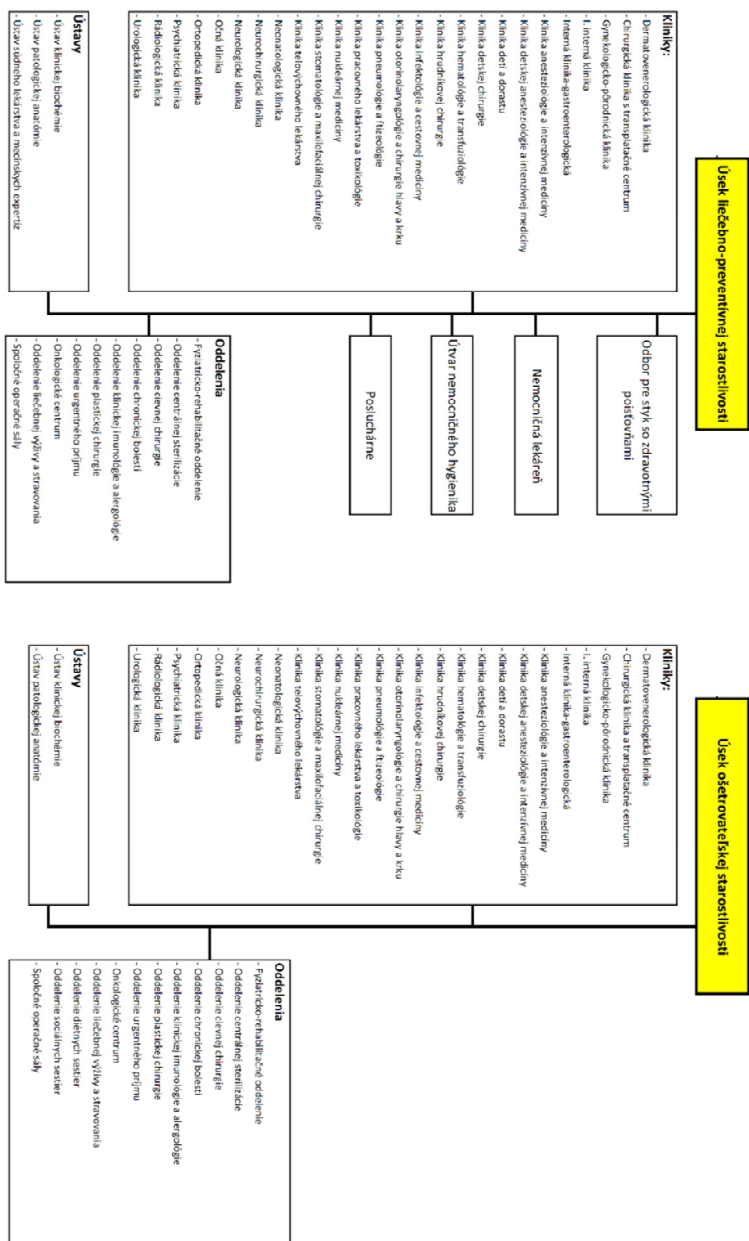 Úsek liečebno-preventívnej starostlivosti
Kliniky:
- Dermatovenerologická klinika
- Chirurgická klinika s transplatačné centrum
- Gynekologicko-pôrodnická klinika
- I. interná klinika
- Interná klinika-gastroenterologická
- Klinika anesteziologie a intenzívnej medicíny
- Klinika detskej anesteziológie a intenzívnej medicíny
- Klinika detí a dorastu
- Klinika detskej chirurgie
- Klinika hematológie a transfuziológie
- Klinika hrudníkovej chirurgie
- Klinika infektológie a cestovnej medicíny
- Klinika otorinolaryngológie a chirurgie hlavy a krku
- Klinika pneumológie a ftizeológie
- Klinika pracovného lekárstva a toxikológie
- Klinika nukleárnej medicíny
- Klinika stomatológie a maxilofaciálnej chirurgie
- Klinika telovýchovného lekárstva
- Neonatologická klinika
- Neurochirurgická klinika
- Neurologická klinika
- Očná klinika
- Ortopedická klinika
- Psychiatrická klinika
- Rádiologická klinika
- Urologická klinika
Ústavy
- Ústav klinickej biochémie
- Ústav patologickej anatómie
- Ústav súdneho lekárstva a medicínskych expertíz
Odbor pre styk so zdravotnými
poisťovňami
Nemocničná lekáreň
Útvar nemocničného hygienika
Posluchárne
Oddelenia
- Fyziatricko-rehabilitačné oddelenie
- Oddelenie centrálnej sterilizácie
- Oddelenie cievnej chirurgie
- Oddelenie chronickej bolesti
- Oddelenie klinickej imunológie a alergológie
- Oddelenie plastickej chirurgie
- Oddelenie urgentného príjmu
- Onkologické centrum
- Oddelenie liečebnej výživy a stravovania
- Spoločné operačné sály
Úsek ošetrovateľskej starostlivosti
Kliniky:
- Dermatovenerologická klinika
- Chirurgická klinika a transplatačné centrum
- Gynekologicko-pôrodnická klinika
- I. interná klinika
- Interná klinika-gastroenterologická
- Klinika anesteziológie a intenzívnej medicíny
- Klinika detskej anesteziológie a intenzívnej medicíny
- Klinika detí a dorastu
- Klinika detskej chirurgie
- Klinika hematológie a transfuziológie
- Klinika hrudníkovej chirurgie
- Klinika infektológie a cestovnej medicíny
- Klinika otorinolaryngológie a chirurgie hlavy a krku
- Klinika pneumológie a ftizeológie
- Klinika pracovného lekárstva a toxikológie
- Klinika nukleárnej medicíny
- Klinika stomatológie a maxilofaciálnej chirurgie
- Klinika telovýchovného lekárstva
- Neonatologická klinika
- Neurochirurgická klinika
- Neurologická klinika
- Očná klinika
- Ortopedická klinika
- Psychiatrická klinika
- Rádiologická klinika
- Urologická klinika
Ústavy
- Ústav klinickej biochémie
- Ústav patologickej anatómie
Oddelenia
- Fyziatricko-rehabilitačné oddelenie
- Oddelenie centrálnej sterilizácie
- Oddelenie cievnej chirurgie
- Oddelenie chronickej bolesti
- Oddelenie klinickej imunológie a alergológie
- Oddelenie plastickej chirurgie
- Oddelenie urgentného príjmu
- Onkologické centrum
- Oddelenie liečebnej výživy a stravovania
- Oddelenie diétnych sestier
- Oddelenie sociálnych sestier
- Spoločné operačné sály